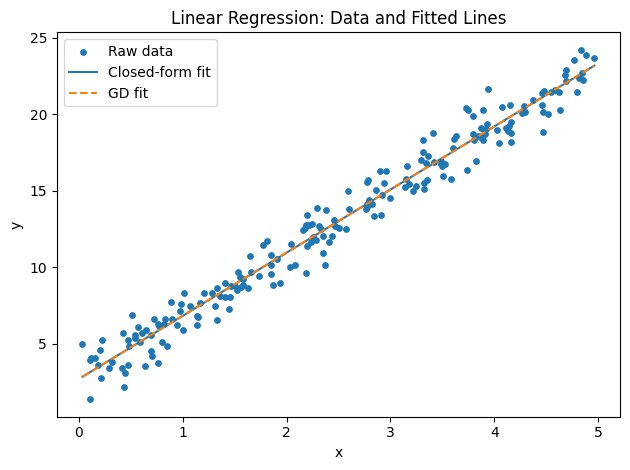 Linear Regression: Data and Fitted Lines
Raw data
Closed-form fit
GD fit
25
20
15
10
5
y
0 1 2 3 4 5
x